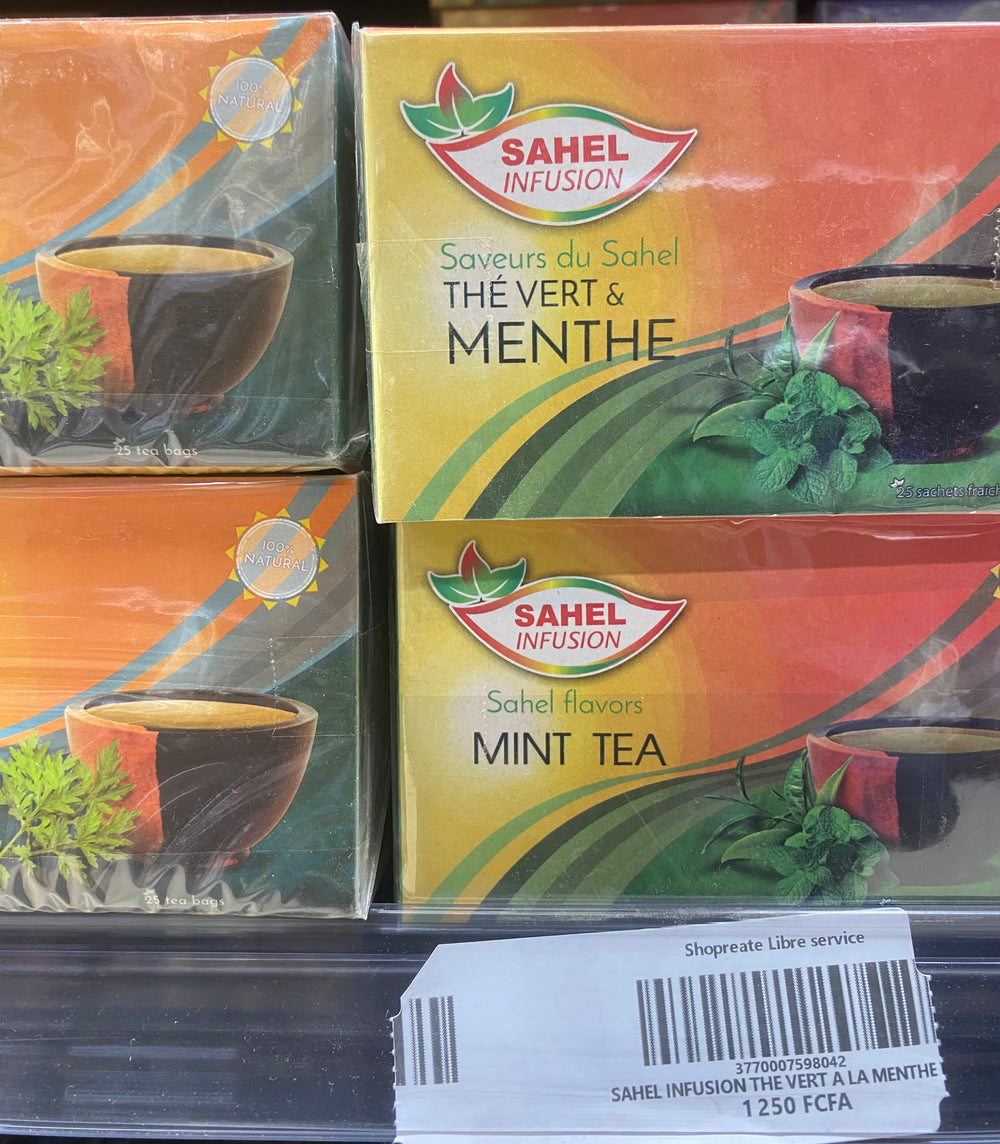 100%
NATURAL
25 tea bags
SAHEL
INFUSION
Saveurs du Sahel
THÉ VERT &
MENTHE
25 sachets fraîch
100%
NATURAL
25 tea bags
SAHEL
INFUSION
Sahel flavors
MINT TEA
Shopreate Libre service
3770007598042
SAHEL INFUSION THE VERT A LA MENTHE
1 250 FCFA